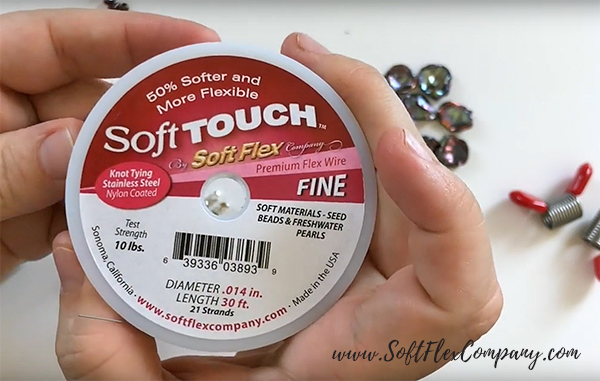 50% Softer and
More Flexible
Soft TOUCH™
By Soft Flex Company
Premium Flex Wire
Knot Tying
Stainless Steel
Nylon Coated
FINE
SOFT MATERIALS - SEED
BEADS & FRESHWATER
PEARLS
Test
Strength
10 lbs.
6 39336 03893 9
DIAMETER .014 in.
LENGTH 30 ft.
21 Strands
Sonoma, California · www.softflexcompany.com · Made in the USA
www.SoftFlexCompany.com